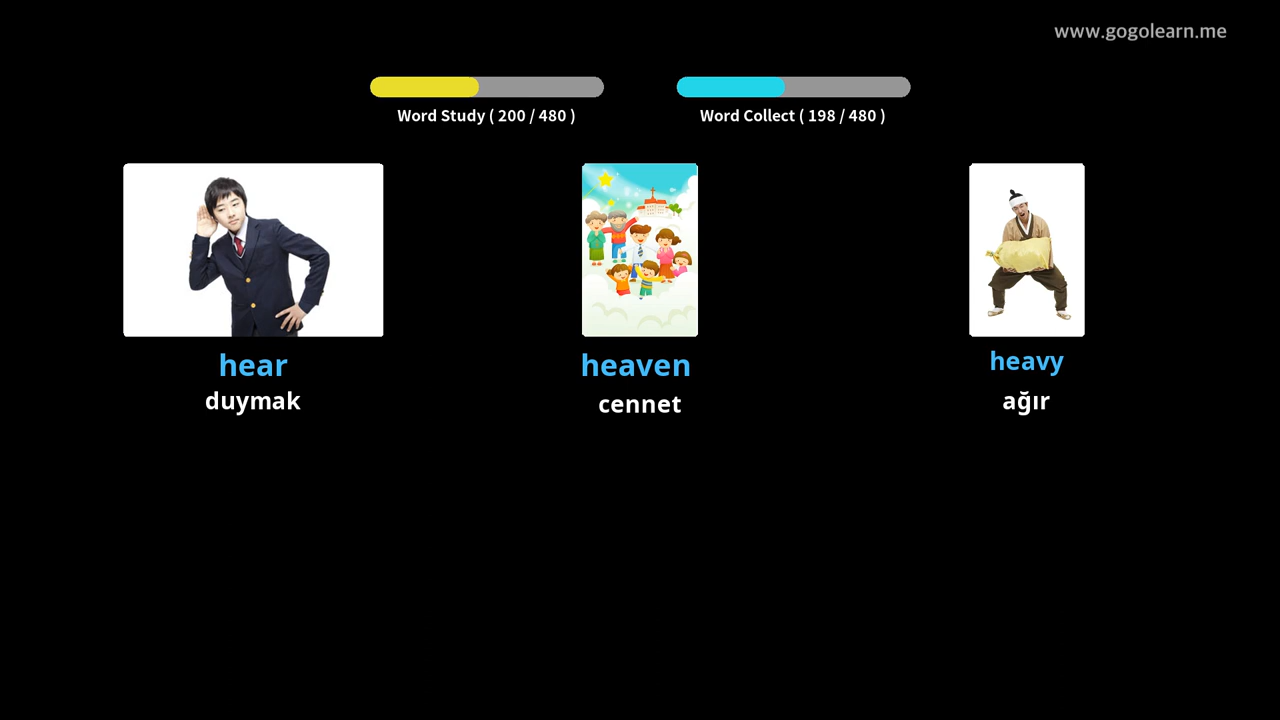 www.gogolearn.me
Word Study ( 200 / 480 )
Word Collect ( 198 / 480 )
hear
duymak
heaven
cennet
heavy
ağır